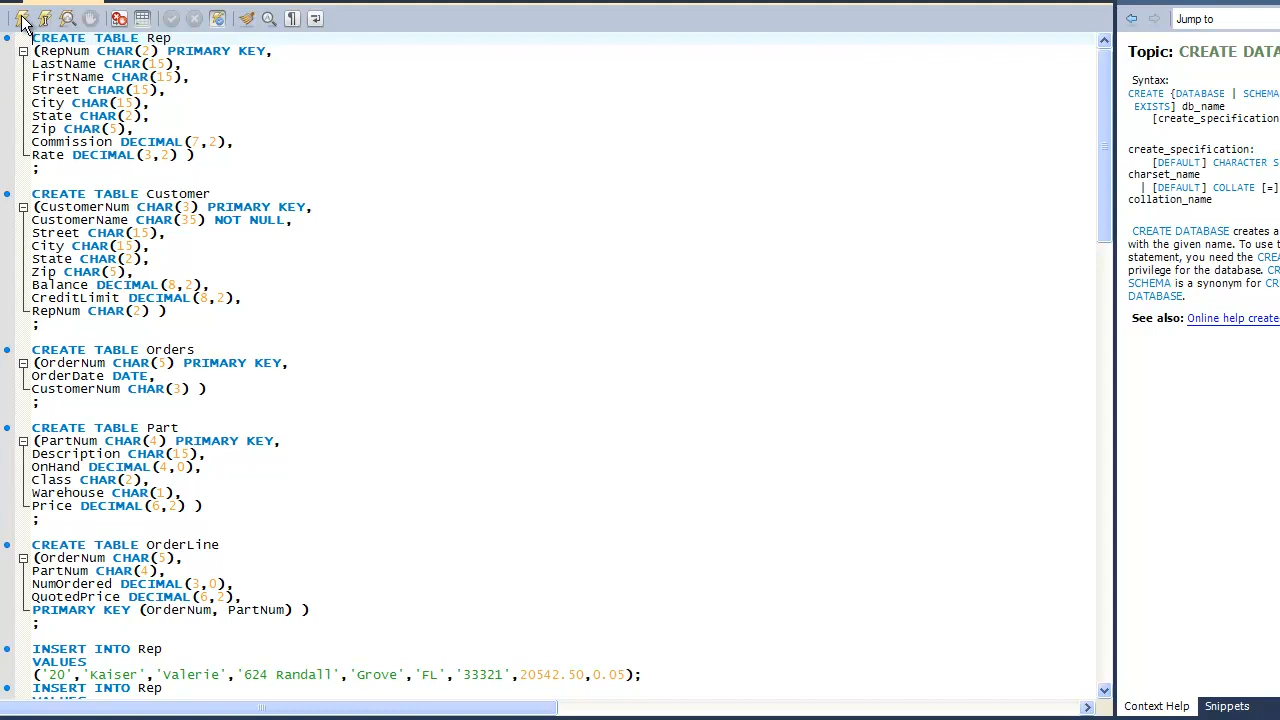 CREATE TABLE Rep
(RepNum CHAR(2) PRIMARY KEY,
LastName CHAR(15),
FirstName CHAR(15),
Street CHAR(15),
City CHAR(15),
State CHAR(2),
Zip CHAR(5),
Commission DECIMAL(7,2),
Rate DECIMAL(3,2) )
;
CREATE TABLE Customer
(CustomerNum CHAR(3) PRIMARY KEY,
CustomerName CHAR(35) NOT NULL,
Street CHAR(15),
City CHAR(15),
State CHAR(2),
Zip CHAR(5),
Balance DECIMAL(8,2),
CreditLimit DECIMAL(8,2),
RepNum CHAR(2) )
;
CREATE TABLE Orders
(OrderNum CHAR(5) PRIMARY KEY,
OrderDate DATE,
CustomerNum CHAR(3) )
;
CREATE TABLE Part
(PartNum CHAR(4) PRIMARY KEY,
Description CHAR(15),
OnHand DECIMAL(4,0),
Class CHAR(2),
Warehouse CHAR(1),
Price DECIMAL(6,2) )
;
CREATE TABLE OrderLine
(OrderNum CHAR(5),
PartNum CHAR(4),
NumOrdered DECIMAL(3,0),
QuotedPrice DECIMAL(6,2),
PRIMARY KEY (OrderNum, PartNum) )
;
INSERT INTO Rep
VALUES
('20','Kaiser','Valerie','624 Randall','Grove','FL','33321',20542.50,0.05);
INSERT INTO Rep
VALUES
Jump to
Topic: CREATE DATA
Syntax:
CREATE {DATABASE | SCHEMA
EXISTS] db_name
[create_specification
create_specification:
[DEFAULT] CHARACTER S
charset_name
| [DEFAULT] COLLATE [=]
collation_name
CREATE DATABASE creates a
with the given name. To use t
statement, you need the CREA
privilege for the database. CR
SCHEMA is a synonym for CR
DATABASE.
See also: Online help create
Context Help
Snippets